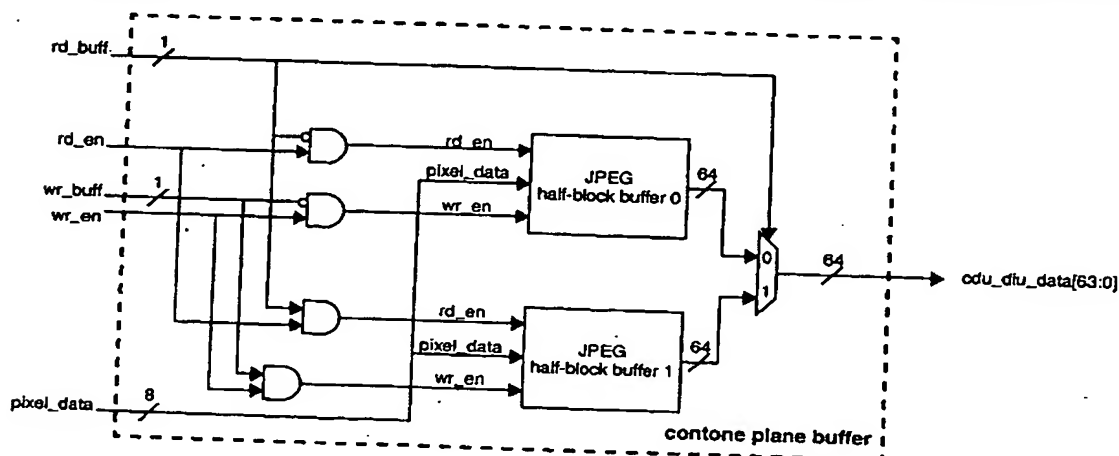 rd_buff
1
rd_en
rd_en
64
pixel_data
JPEG
half-block buffer 0
wr_buff
1
wr_en
wr_en
0
64
cdu_diu_data[63:0]
1
rd_en
64
pixel_data
JPEG
half-block buffer 1
wr_en
pixel_data
8
contone plane buffer